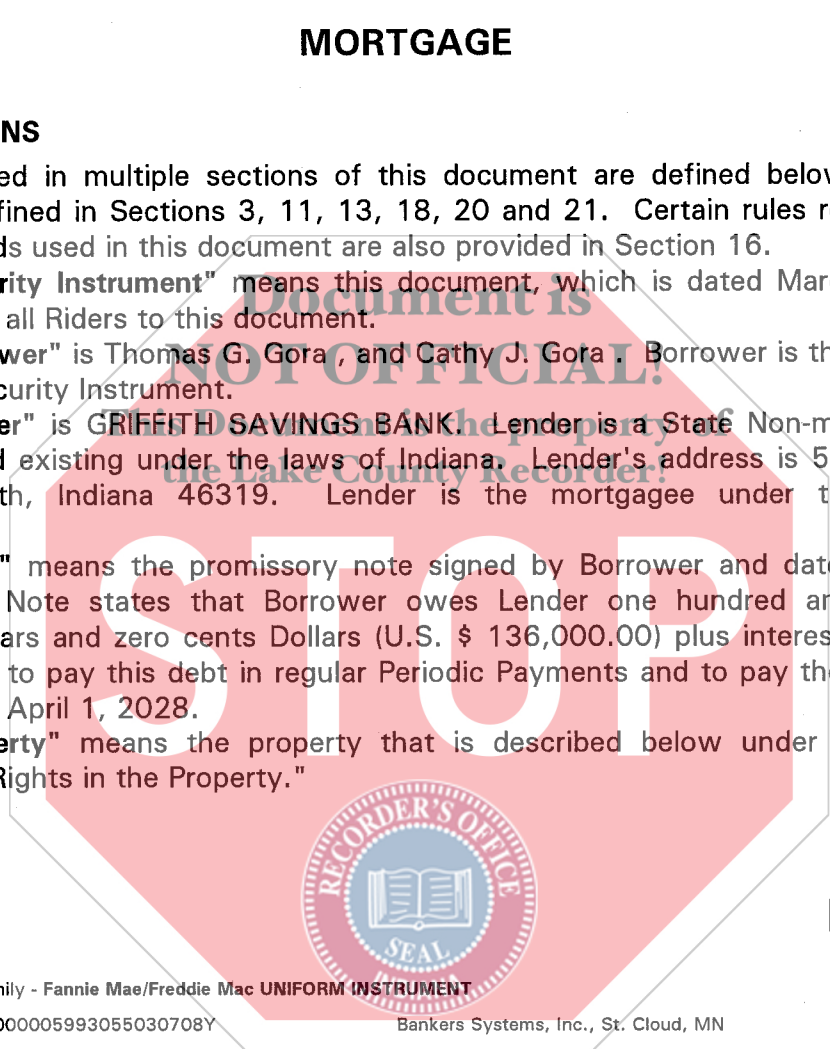 MORTGAGE
NS
ed in multiple sections of this document are defined below
fined in Sections 3, 11, 13, 18, 20 and 21. Certain rules r
ds used in this document are also provided in Section 16.
rity Instrument" means this document, which is dated Mar
all Riders to this document.
wer" is Thomas G. Gora , and Cathy J. Gora . Borrower is th
curity Instrument.
er" is GRIFFITH SAVINGS BANK. Lender is a State Non-m
d existing under the laws of Indiana. Lender's address is 5
th, Indiana 46319. Lender is the mortgagee under t
" means the promissory note signed by Borrower and date
Note states that Borrower owes Lender one hundred an
ars and zero cents Dollars (U.S. $ 136,000.00) plus interes
to pay this debt in regular Periodic Payments and to pay the
April 1, 2028.
erty" means the property that is described below under
Rights in the Property."
Document is
NOT OFFICIAL!
This Document is the property of
the Lake County Recorder!
STOP
RECORDER'S OFFICE
SEAL
INDIANA
mily - Fannie Mae/Freddie Mac UNIFORM INSTRUMENT
000005993055030708Y
Bankers Systems, Inc., St. Cloud, MN